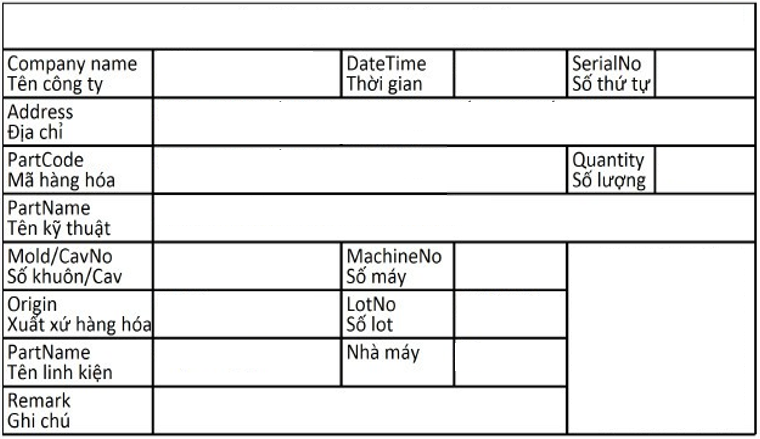 Company name
Tên công ty
DateTime
Thời gian
SerialNo
Số thứ tự
Address
Địa chỉ
PartCode
Mã hàng hóa
Quantity
Số lượng
PartName
Tên kỹ thuật
Mold/CavNo
Số khuôn/Cav
MachineNo
Số máy
Origin
Xuất xứ hàng hóa
LotNo
Số lot
PartName
Tên linh kiện
Nhà máy
Remark
Ghi chú